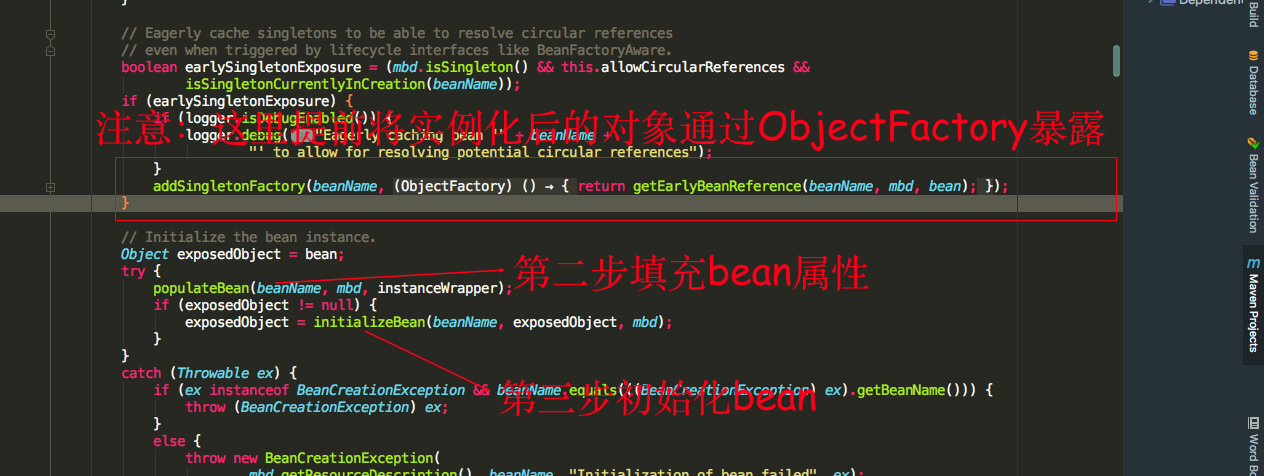 }
Dependen
// Eagerly cache singletons to be able to resolve circular references
// even when triggered by lifecycle interfaces like BeanFactoryAware.
boolean earlySingletonExposure = (mbd.isSingleton() && this.allowCircularReferences &&
isSingletonCurrentlyInCreation(beanName));
if (earlySingletonExposure) {
if (logger.isDebugEnabled()) {
注意：这里提前将实例化后的对象通过ObjectFactory暴露
logger.debug( "Eagerly caching bean '" + beanName +
"' to allow for resolving potential circular references");
}
addSingletonFactory(beanName, (ObjectFactory) () → { return getEarlyBeanReference(beanName, mbd, bean); });
}
// Initialize the bean instance.
Object exposedObject = bean;
try {
第二步填充bean属性
populateBean(beanName, mbd, instanceWrapper);
if (exposedObject != null) {
exposedObject = initializeBean(beanName, exposedObject, mbd);
}
}
catch (Throwable ex) {
if (ex instanceof BeanCreationException && beanName.equals(((BeanCreationException) ex).getBeanName())) {
第三步初始化bean
throw (BeanCreationException) ex;
}
else {
throw new BeanCreationException(
mbd.getResourceDescription(), beanName, "Initialization of bean failed", ex);
Build
Database
Bean Validation
m Maven Projects
Word Bo